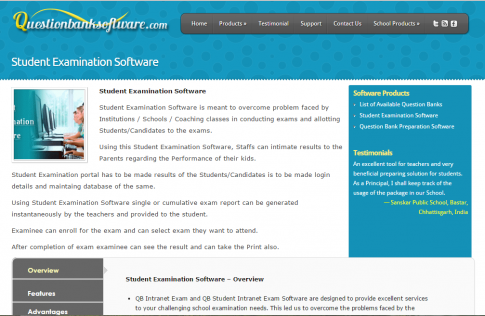 Questionbanksoftware.com
Home Products » Testimonial Support Contact Us School Products »
Student Examination Software
Student Examination Software
Student Examination Software is meant to overcome problem faced by
Institutions / Schools / Coaching classes in conducting exams and allotting
Students/Candidates to the exams.
Using this Student Examination Software, Staffs can intimate results to the
Parents regarding the Performance of their kids.
Student Examination portal has to be made results of the Students/Candidates is to be made login
details and maintaing database of the same.
Using Student Examination Software single or cumulative exam report can be generated
instantaneously by the teachers and provided to the student.
Examinee can enroll for the exam and can select exam they want to attend.
After completion of exam examinee can see the result and can take the Print also.
Software Products
List of Available Question Banks
Student Examination Software
Question Bank Preparation Software
Testimonials
An excellent tool for teachers and very
beneficial preparing solution for students.
As a Principal, I shall keep track of the
usage of the package in our School.
— Sansker Public School, Bastar,
Chhattisgarh, India
Overview
Features
Advantages
Student Examination Software – Overview
• QB Intranet Exam and QB Student Intranet Exam Software are designed to provide excellent services
to your challenging school examination needs. This led us to overcome the problems faced by the